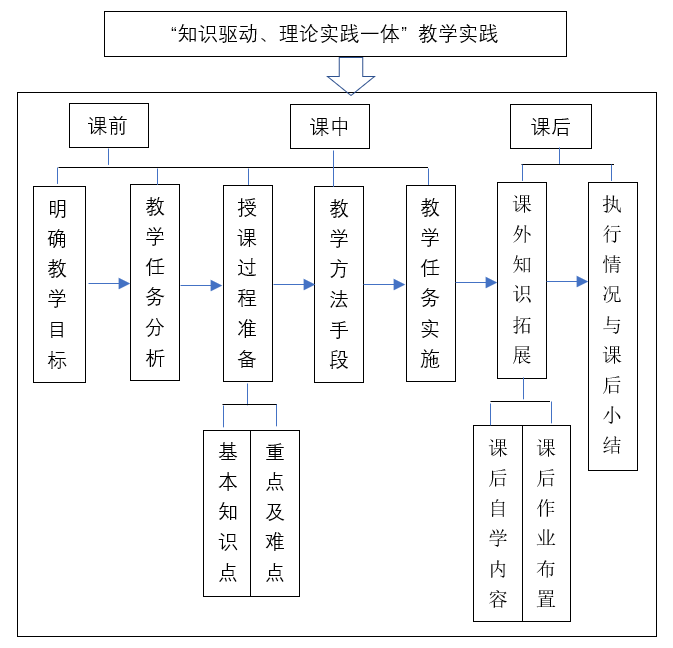 “知识驱动、理论实践一体”教学实践
课前
课中
课后
明确教学目标
教学任务分析
授课过程准备
教学方法手段
教学任务实施
课外知识拓展
执行情况与课后小结
基本知识点
重点及难点
课后自学内容
课后作业布置